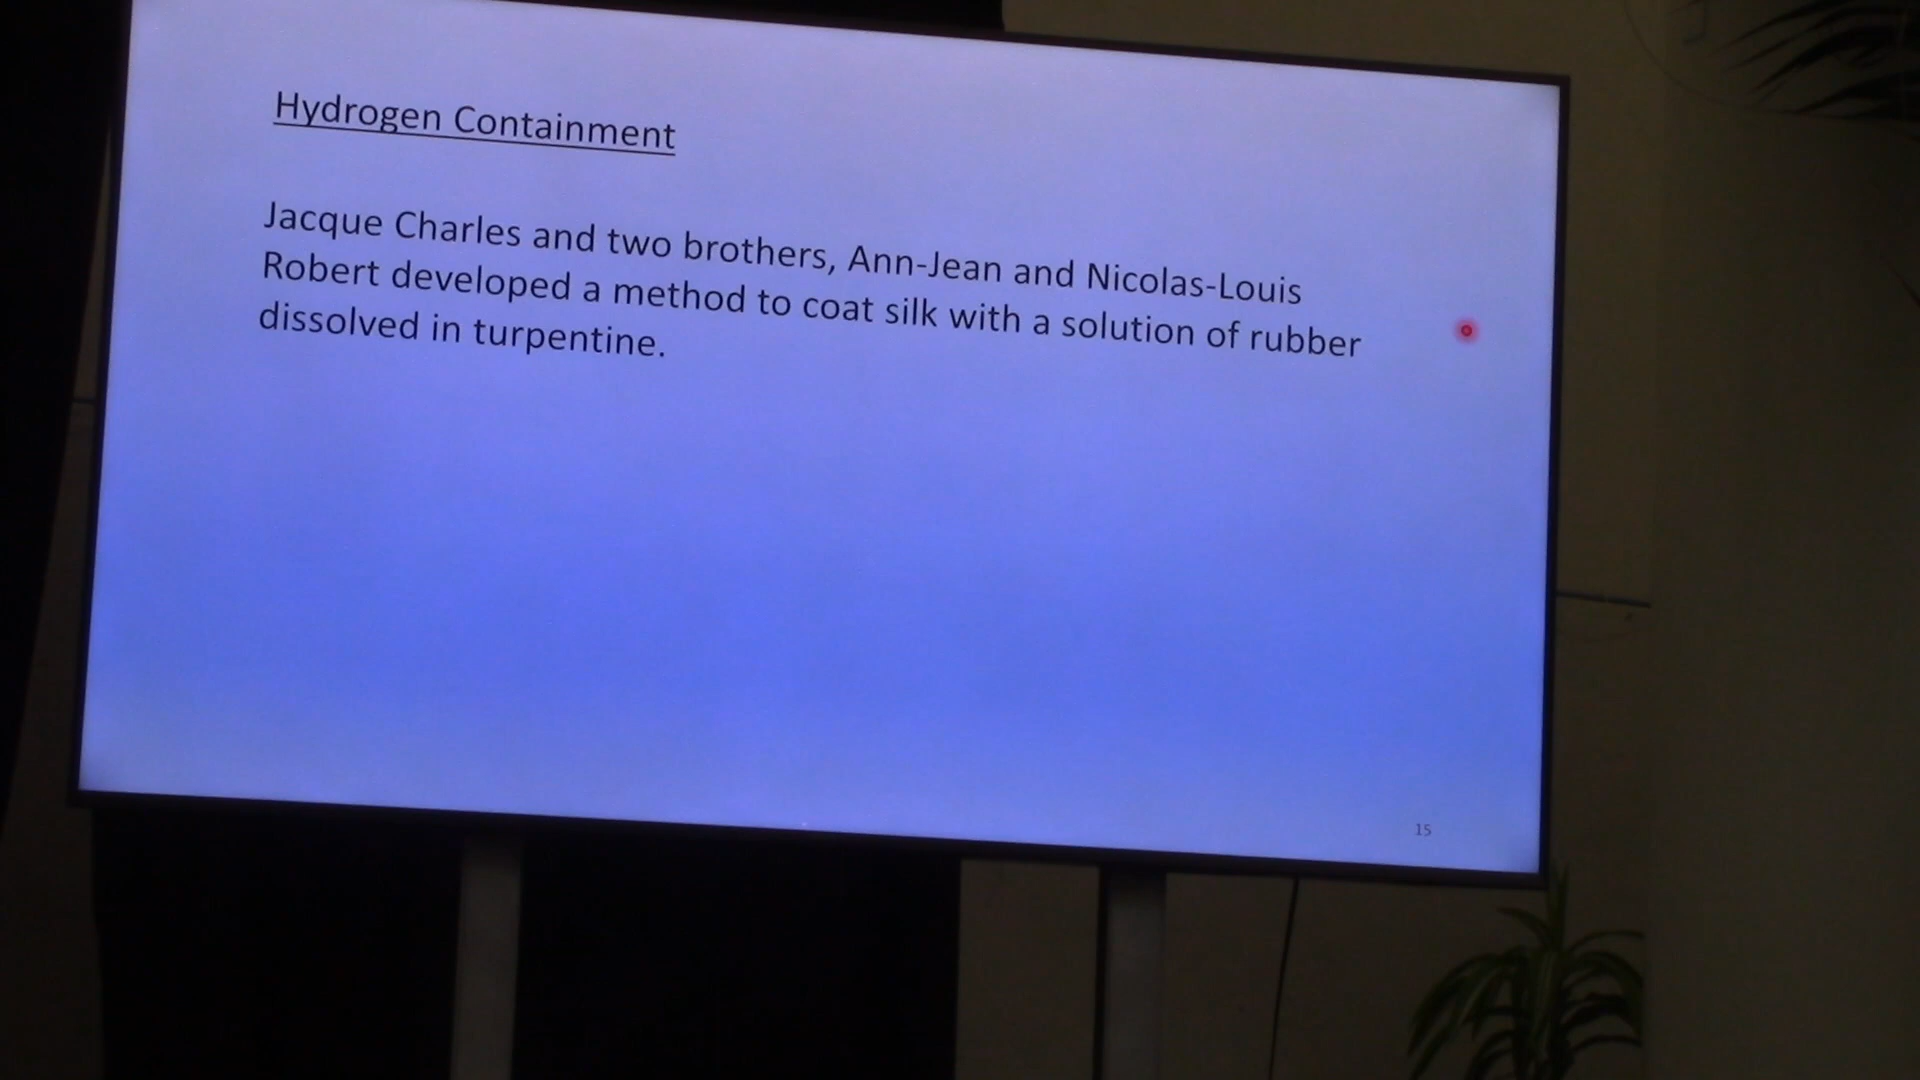 Hydrogen Containment
Jacque Charles and two brothers, Ann-Jean and Nicolas-Louis
Robert developed a method to coat silk with a solution of rubber
dissolved in turpentine.
15